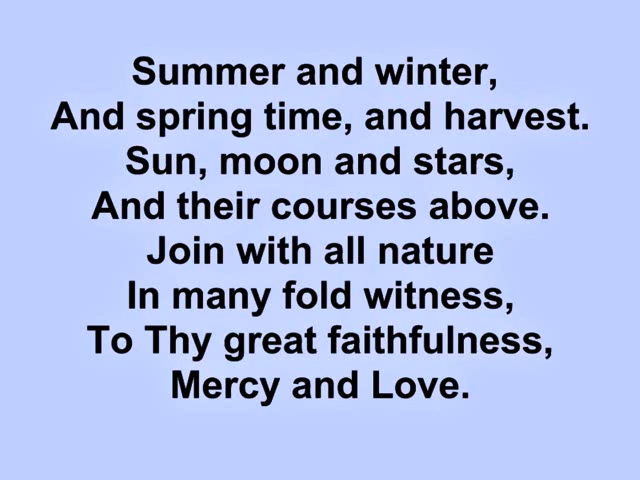 Summer and winter,
And spring time, and harvest.
Sun, moon and stars,
And their courses above.
Join with all nature
In many fold witness,
To Thy great faithfulness,
Mercy and Love.